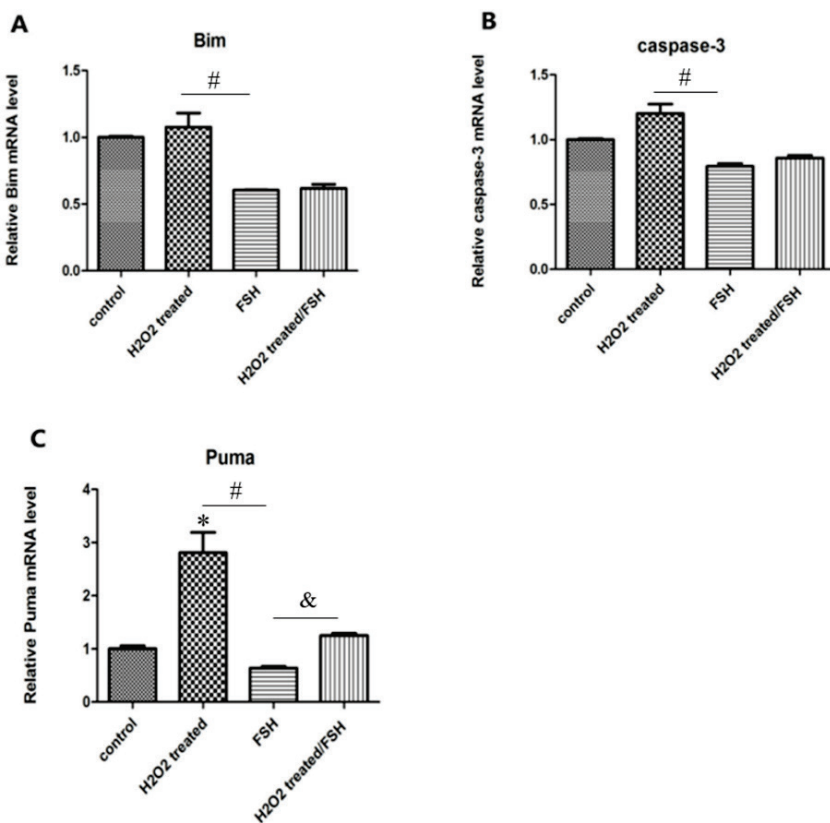 A
Bim
Relative Bim mRNA level
1.5
1.0
0.5
0.0
#
control
H2O2 treated
FSH
H2O2 treated/FSH
B
caspase-3
Relative caspase-3 mRNA level
1.5
1.0
0.5
0.0
#
control
H2O2 treated
FSH
H2O2 treated/FSH
C
Puma
Relative Puma mRNA level
4
3
2
1
0
#
*
&
control
H2O2 treated
FSH
H2O2 treated/FSH